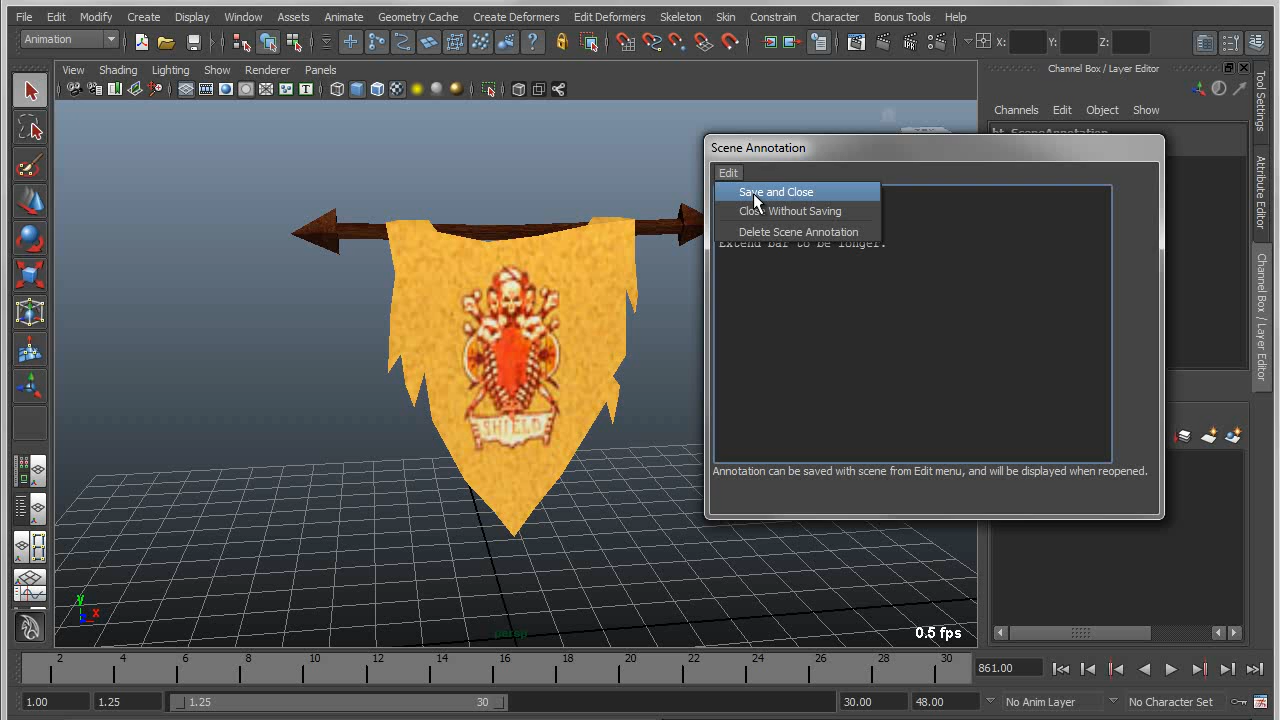 File Edit Modify Create Display Window Assets Animate Geometry Cache Create Deformers Edit Deformers Skeleton Skin Constrain Character Bonus Tools Help
Animation X: Y: Z:
View Shading Lighting Show Renderer Panels
Channel Box / Layer Editor
Channels Edit Object Show
Tool Settings
Attribute Editor
Channel Box / Layer Editor
Scene Annotation
Edit
Save and Close
Close Without Saving
Delete Scene Annotation
Extend bar to be longer.
Annotation can be saved with scene from Edit menu, and will be displayed when reopened.
SHIELD
y
x
persp
0.5 fps
2 4 6 8 10 12 14 16 18 20 22 24 26 28 30 861.00
1.00 1.25 1.25 30 30.00 48.00 No Anim Layer No Character Set